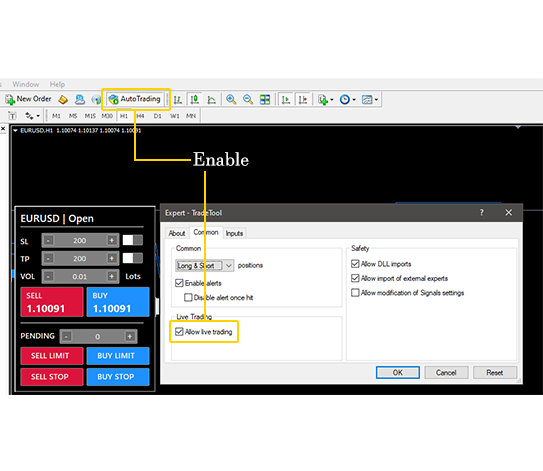 s Window Help
New Order AutoTrading
M1 M5 M15 M30 H1 H4 D1 W1 MN
EURUSD,H1 1.10074 1.10137 1.10074 1.10091
Enable
EURUSD | Open
SL - 200 +
TP - 200 +
VOL - 0.01 + Lots
SELL BUY
1.10091 1.10091
PENDING - 0 +
SELL LIMIT BUY LIMIT
SELL STOP BUY STOP
Expert - TradeTool ? ×
About Common Inputs
Common
Long & Short positions
Enable alerts
Disable alert once hit
Live Trading
Allow live trading
Safety
Allow DLL imports
Allow import of external experts
Allow modification of Signals settings
OK Cancel Reset